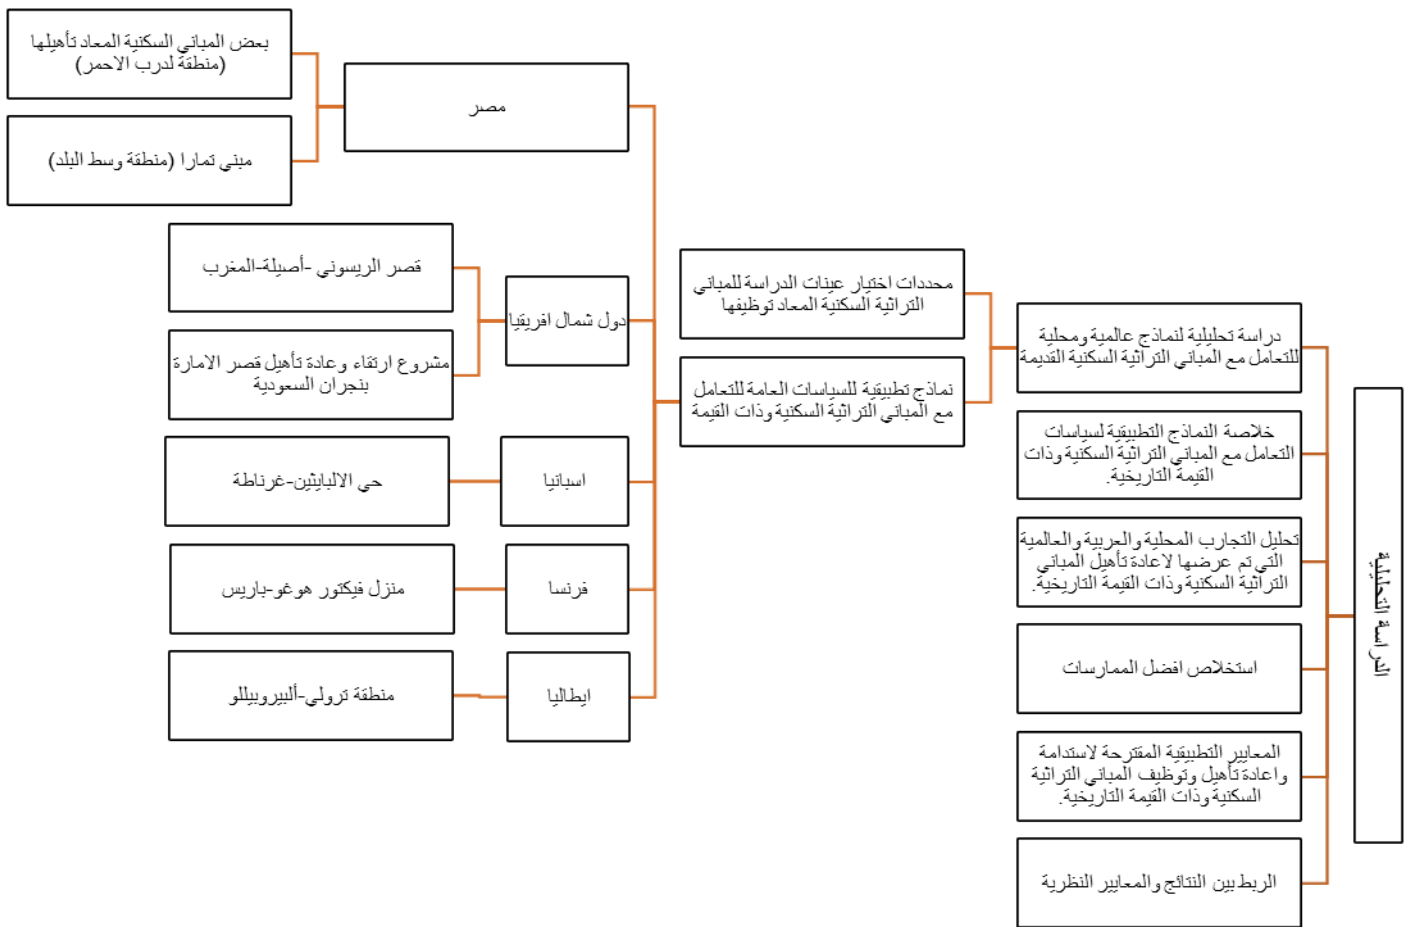 الدراسة التحليلية
دراسة تحليلية لنماذج عالمية ومحلية
للتعامل مع المباني التراثية السكنية القديمة
محددات اختيار عينات الدراسة للمباني
التراثية السكنية المعاد توظيفها
نماذج تطبيقية للسياسات العامة للتعامل
مع المباني التراثية السكنية وذات القيمة
مصر
بعض المباني السكنية المعاد تأهيلها
(منطقة لدرب الاحمر)
مبني تمارا (منطقة وسط البلد)
دول شمال افريقيا
قصر الريسوني -أصيلة-المغرب
مشروع ارتقاء وعادة تأهيل قصر الامارة
بنجران السعودية
اسبانيا
حي الالبايثين-غرناطة
فرنسا
منزل فيكتور هوغو-باريس
ايطاليا
منطقة ترولي-ألبيروبيللو
خلاصة النماذج التطبيقية لسياسات
التعامل مع المباني التراثية السكنية وذات
القيمة التاريخية.
تحليل التجارب المحلية والعربية والعالمية
التي تم عرضها لاعادة تأهيل المباني
التراثية السكنية وذات القيمة التاريخية.
استخلاص افضل الممارسات
المعايير التطبيقية المقترحة لاستدامة
واعادة تأهيل وتوظيف المباني التراثية
السكنية وذات القيمة التاريخية.
الربط بين النتائج والمعايير النظرية